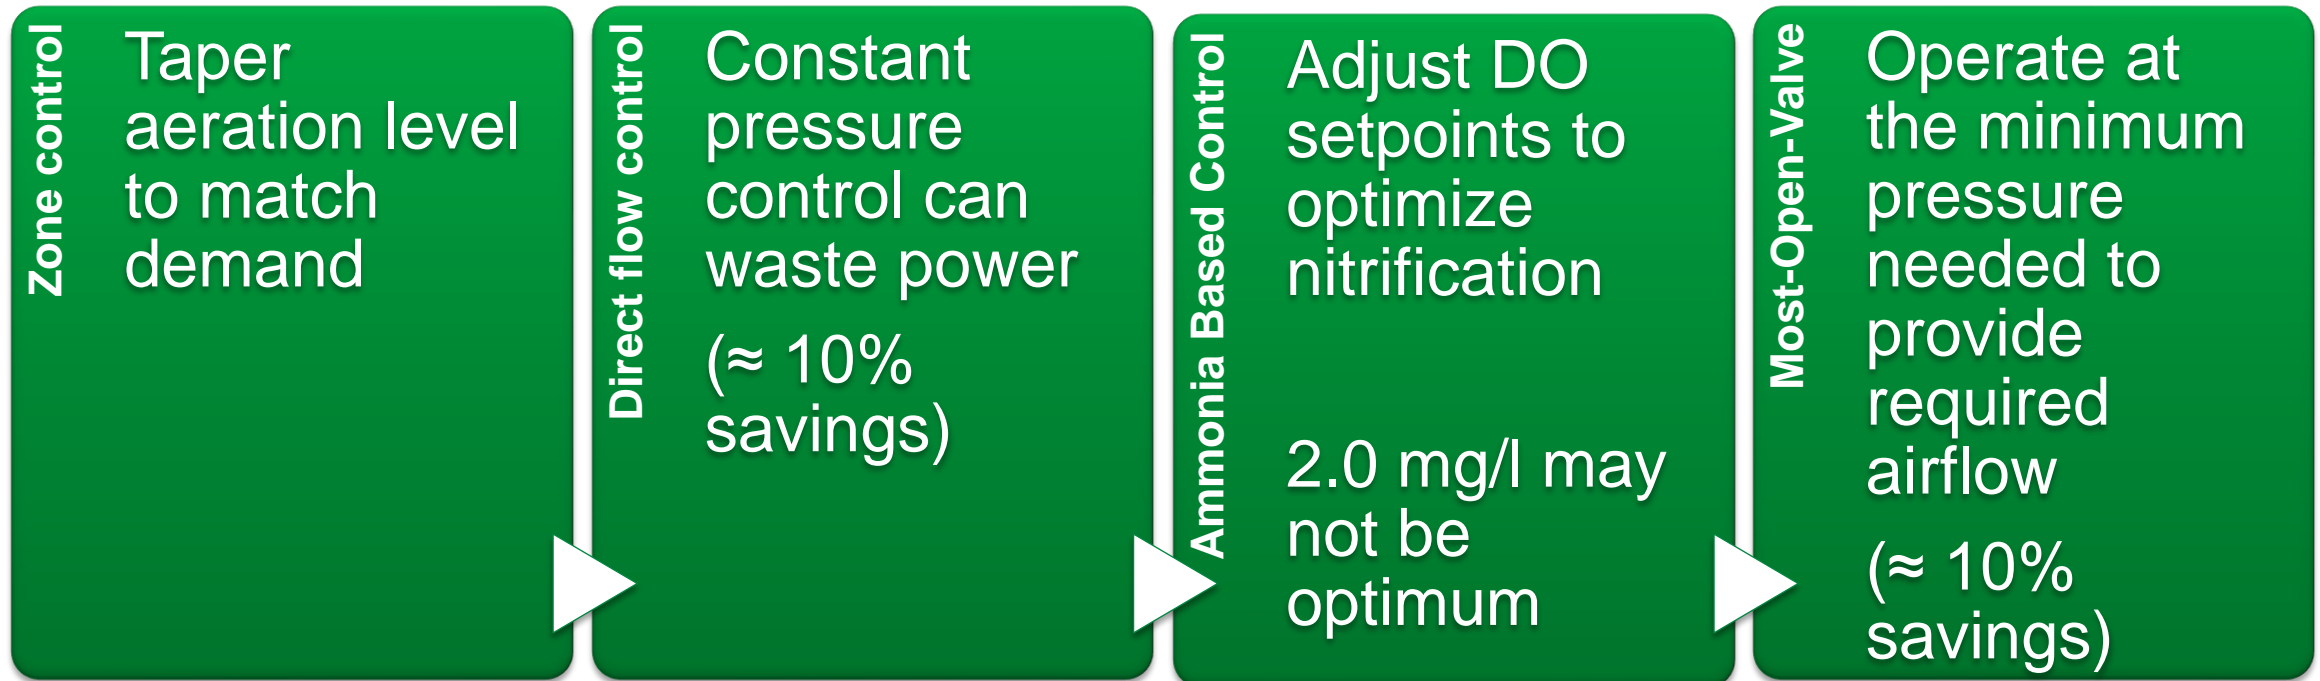 Zone control
Taper
aeration level
to match
demand
Direct flow control
Constant
pressure
control can
waste power
(≈ 10%
savings)
Ammonia Based Control
Adjust DO
setpoints to
optimize
nitrification
2.0 mg/l may
not be
optimum
Most-Open-Valve
Operate at
the minimum
pressure
needed to
provide
required
airflow
(≈ 10%
savings)